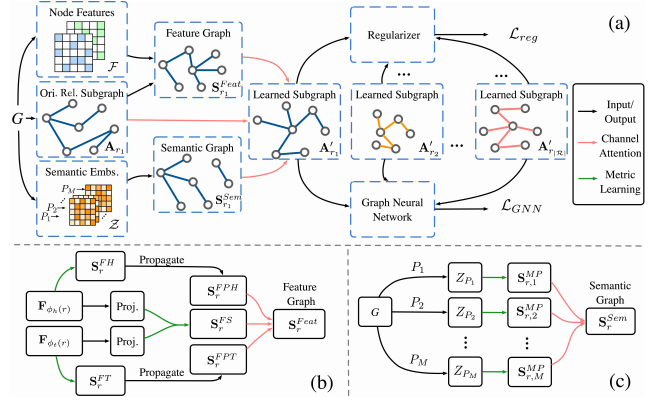 Node Features
F
Feature Graph
S_{r_1}^{Feat}
Regularizer
L_{reg}
(a)
G
Ori. Rel. Subgraph
A_{r_1}
Learned Subgraph
A'_{r_1}
...
Learned Subgraph
A'_{r_2}
...
...
Learned Subgraph
A'_{r_{|R|}}
Semantic Embs.
P_M
P_2
P_1
Z
Semantic Graph
S_{r_1}^{Sem}
...
...
Graph Neural
Network
L_{GNN}
Input/
Output
Channel
Attention
Metric
Learning
S_r^{FH}
Propagate
F_{ϕ_h(r)}
Proj.
F_{ϕ_t(r)}
Proj.
S_r^{FT}
Propagate
S_r^{FPH}
S_r^{FS}
S_r^{FPT}
Feature
Graph
S_r^{Feat}
(b)
G
P_1
Z_{P_1}
S_{r,1}^{MP}
P_2
Z_{P_2}
S_{r,2}^{MP}
⋮
⋮
P_M
Z_{P_M}
S_{r,M}^{MP}
Semantic
Graph
S_r^{Sem}
(c)